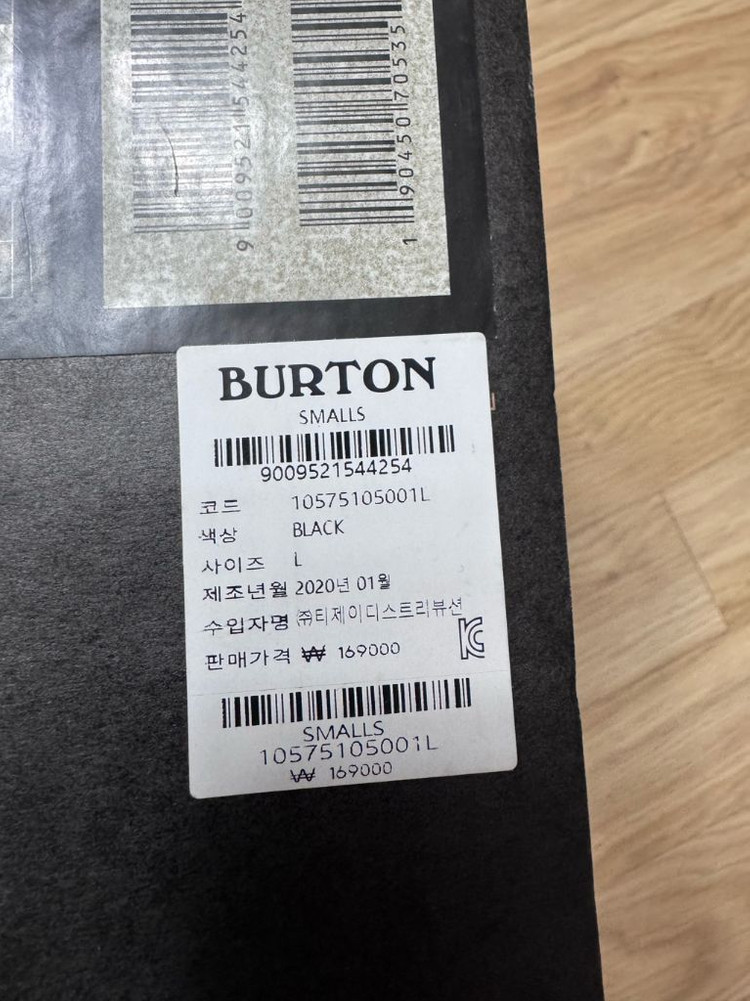 9 009521 544254
1 90450 70535
BURTON
SMALLS
9009521544254
코드 10575105001L
색상 BLACK
사이즈 L
제조년월 2020년 01월
수입자명 ㈜티제이디스트리뷰션
판매가격 ₩ 169000
SMALLS
10575105001L
₩ 169000